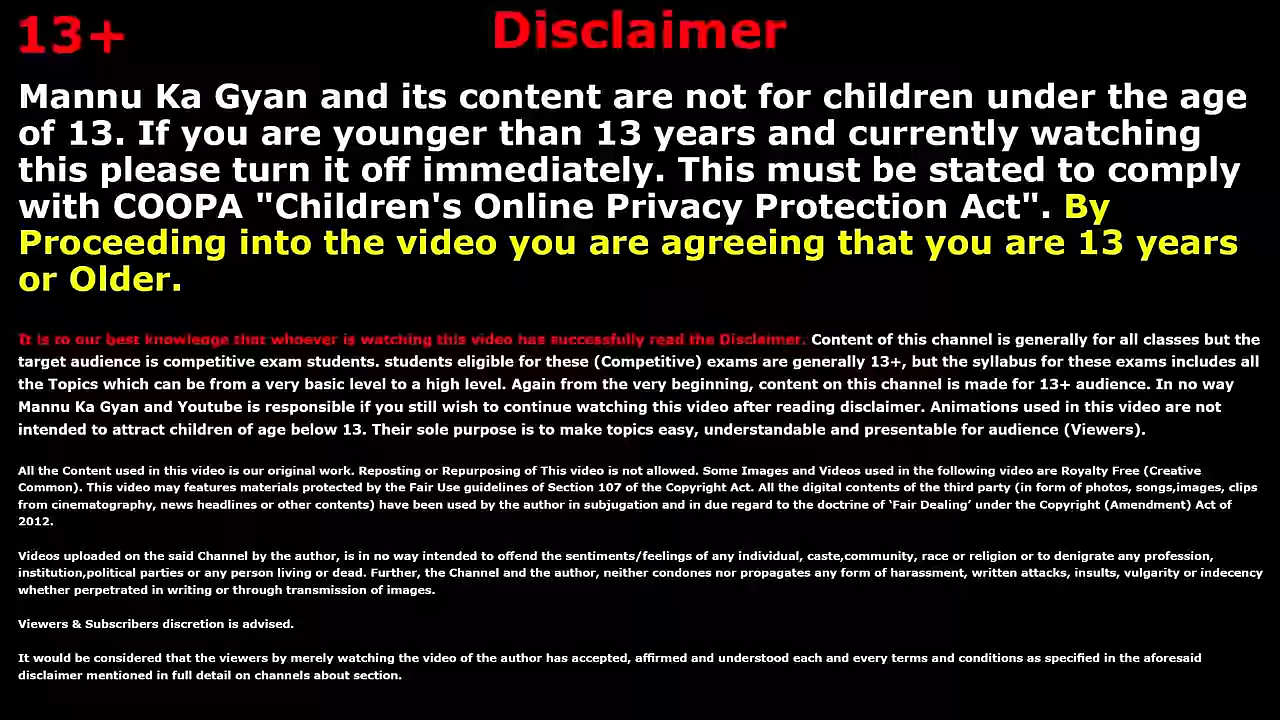 13+
Disclaimer
Mannu Ka Gyan and its content are not for children under the age
of 13. If you are younger than 13 years and currently watching
this please turn it off immediately. This must be stated to comply
with COOPA "Children's Online Privacy Protection Act". By
Proceeding into the video you are agreeing that you are 13 years
or Older.
It is to our best knowledge that whoever is watching this video has successfully read the Disclaimer. Content of this channel is generally for all classes but the
target audience is competitive exam students. students eligible for these (Competitive) exams are generally 13+, but the syllabus for these exams includes all
the Topics which can be from a very basic level to a high level. Again from the very beginning, content on this channel is made for 13+ audience. In no way
Mannu Ka Gyan and Youtube is responsible if you still wish to continue watching this video after reading disclaimer. Animations used in this video are not
intended to attract children of age below 13. Their sole purpose is to make topics easy, understandable and presentable for audience (Viewers).
All the Content used in this video is our original work. Reposting or Repurposing of This video is not allowed. Some Images and Videos used in the following video are Royalty Free (Creative
Common). This video may features materials protected by the Fair Use guidelines of Section 107 of the Copyright Act. All the digital contents of the third party (in form of photos, songs,images, clips
from cinematography, news headlines or other contents) have been used by the author in subjugation and in due regard to the doctrine of ‘Fair Dealing’ under the Copyright (Amendment) Act of
2012.
Videos uploaded on the said Channel by the author, is in no way intended to offend the sentiments/feelings of any individual, caste,community, race or religion or to denigrate any profession,
institution,political parties or any person living or dead. Further, the Channel and the author, neither condones nor propagates any form of harassment, written attacks, insults, vulgarity or indecency
whether perpetrated in writing or through transmission of images.
Viewers & Subscribers discretion is advised.
It would be considered that the viewers by merely watching the video of the author has accepted, affirmed and understood each and every terms and conditions as specified in the aforesaid
disclaimer mentioned in full detail on channels about section.